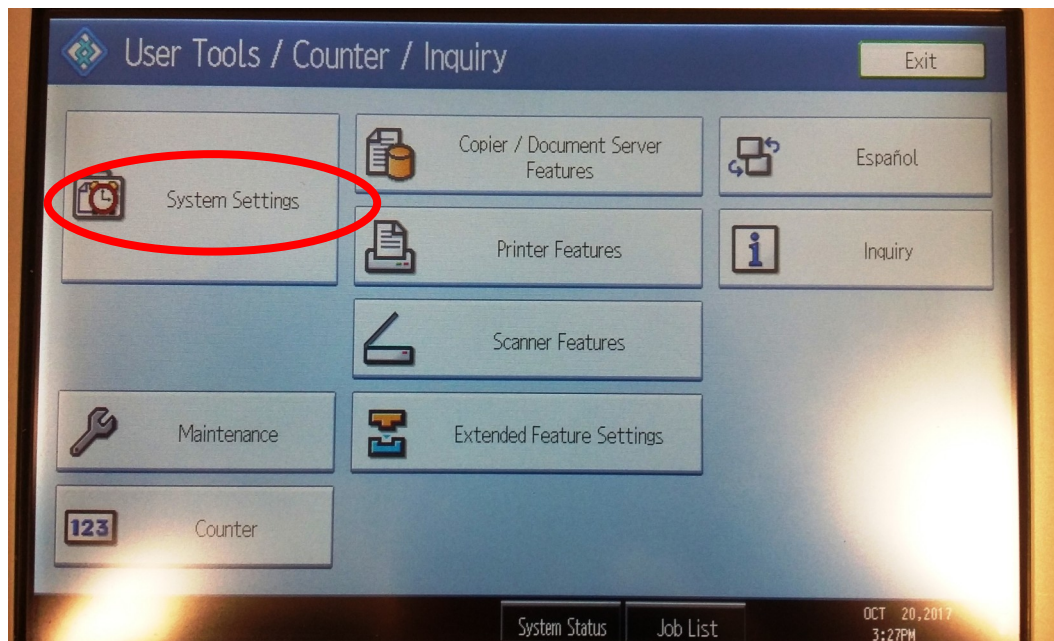 User Tools / Counter / Inquiry
Exit
System Settings
Copier / Document Server
Features
Español
Printer Features
Inquiry
Scanner Features
Maintenance
Extended Feature Settings
123
Counter
System Status
Job List
OCT 20,2017
3:27PM